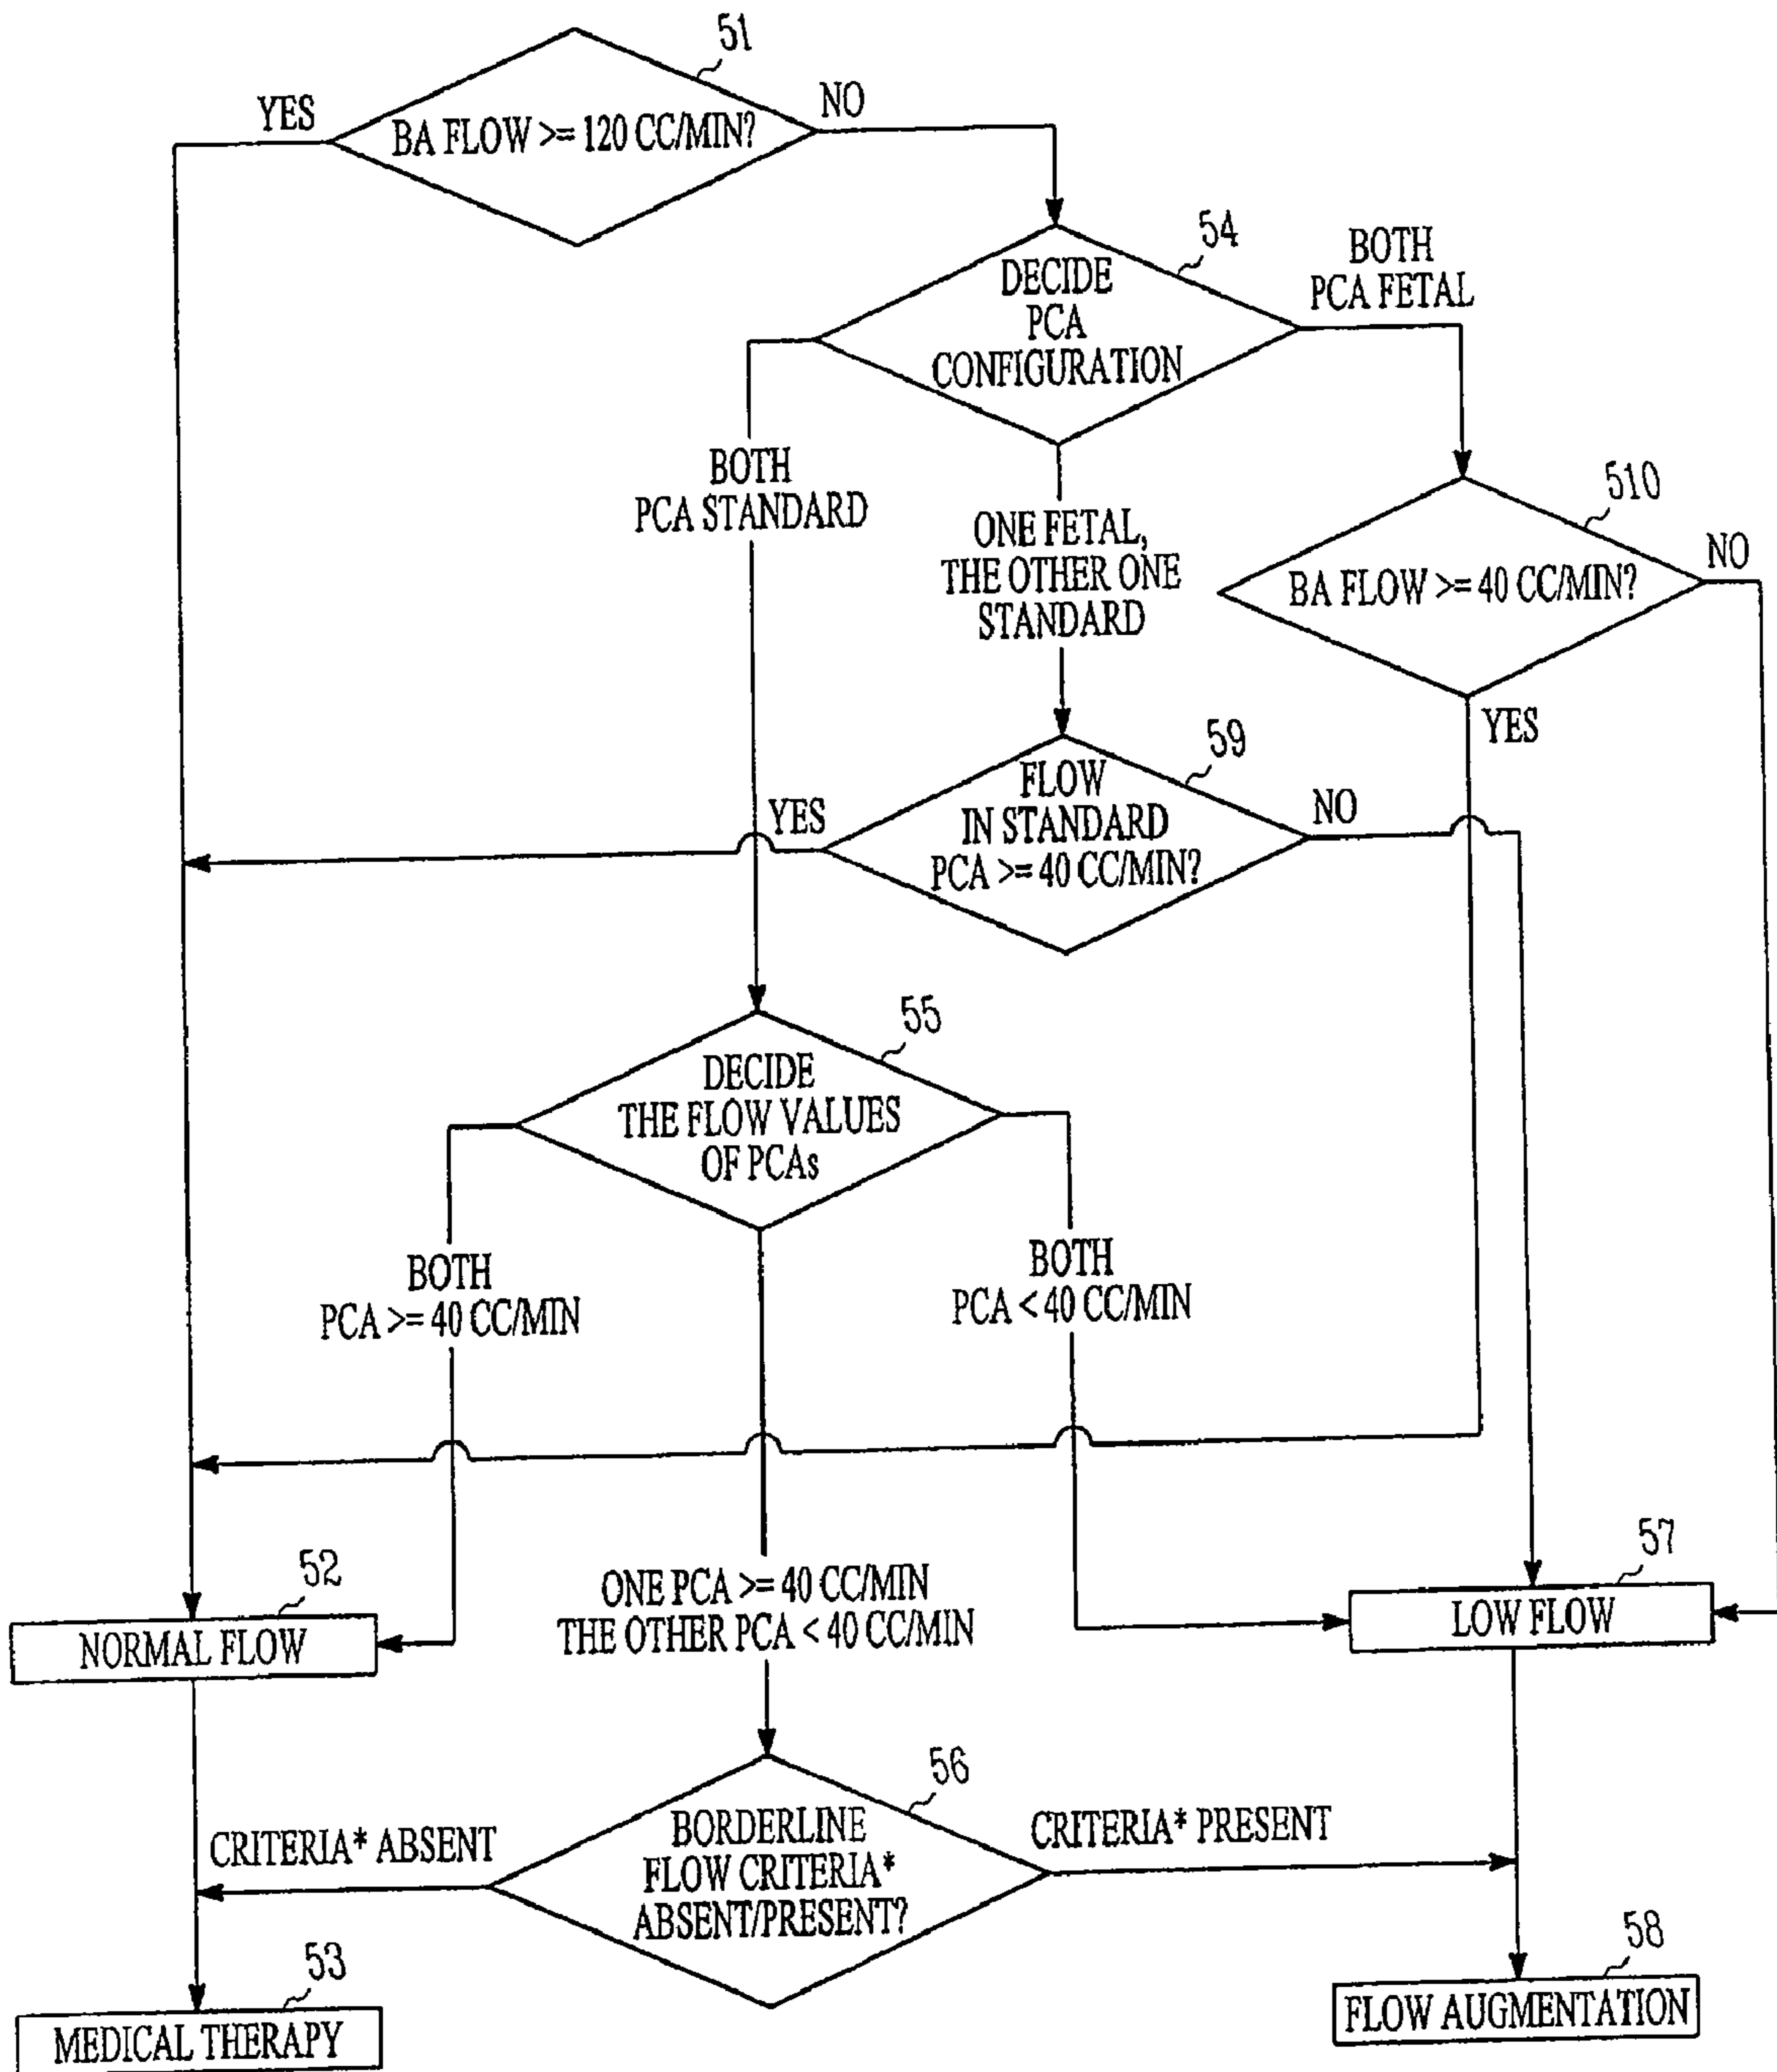 51
YES
BA FLOW >= 120 CC/MIN?
NO
54
DECIDE
PCA
CONFIGURATION
BOTH
PCA FETAL
BOTH
PCA STANDARD
ONE FETAL,
THE OTHER ONE
STANDARD
510
BA FLOW >= 40 CC/MIN?
NO
YES
59
FLOW
IN STANDARD
PCA >= 40 CC/MIN?
YES
NO
55
DECIDE
THE FLOW VALUES
OF PCAs
BOTH
PCA >= 40 CC/MIN
BOTH
PCA < 40 CC/MIN
ONE PCA >= 40 CC/MIN
THE OTHER PCA < 40 CC/MIN
52
NORMAL FLOW
57
LOW FLOW
56
BORDERLINE
FLOW CRITERIA*
ABSENT/PRESENT?
CRITERIA* ABSENT
CRITERIA* PRESENT
53
MEDICAL THERAPY
58
FLOW AUGMENTATION